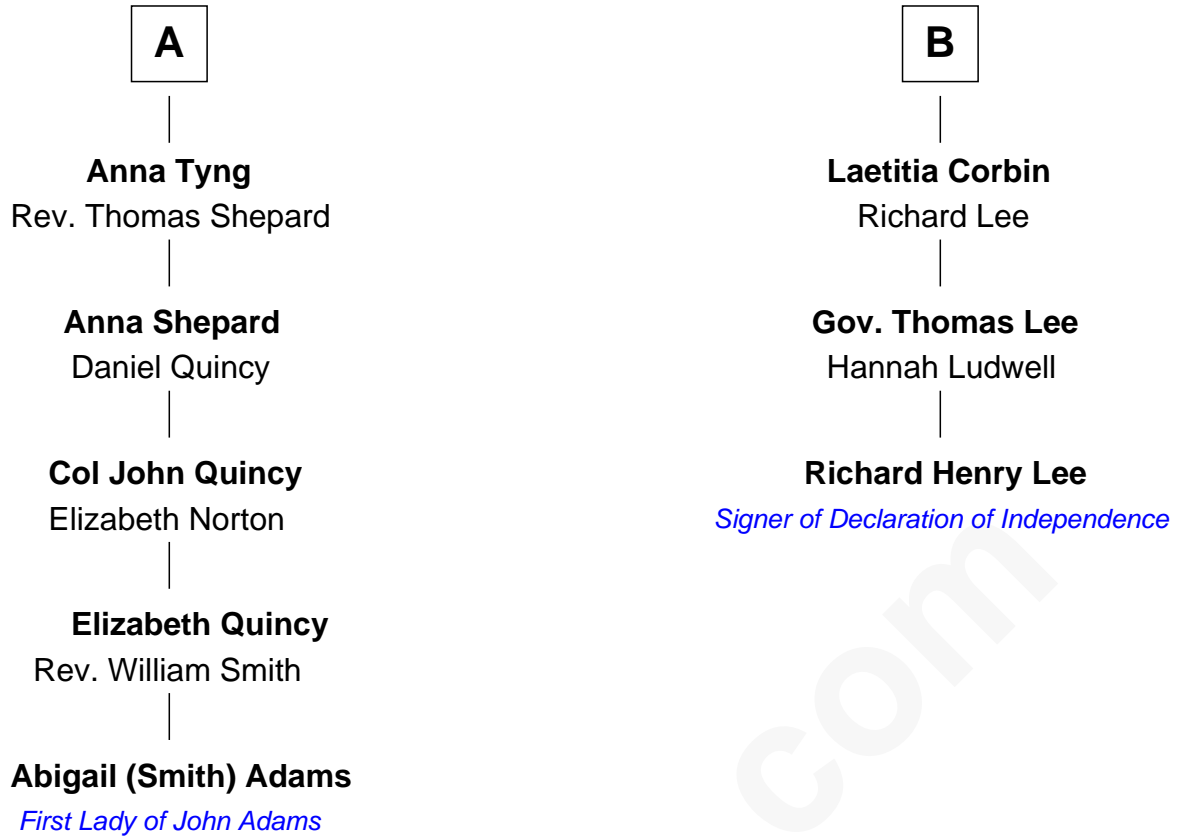 A
Anna Tyng
Rev. Thomas Shepard
Anna Shepard
Daniel Quincy
Col John Quincy
Elizabeth Norton
Elizabeth Quincy
Rev. William Smith
Abigail (Smith) Adams
First Lady of John Adams
B
Laetitia Corbin
Richard Lee
Gov. Thomas Lee
Hannah Ludwell
Richard Henry Lee
Signer of Declaration of Independence
com